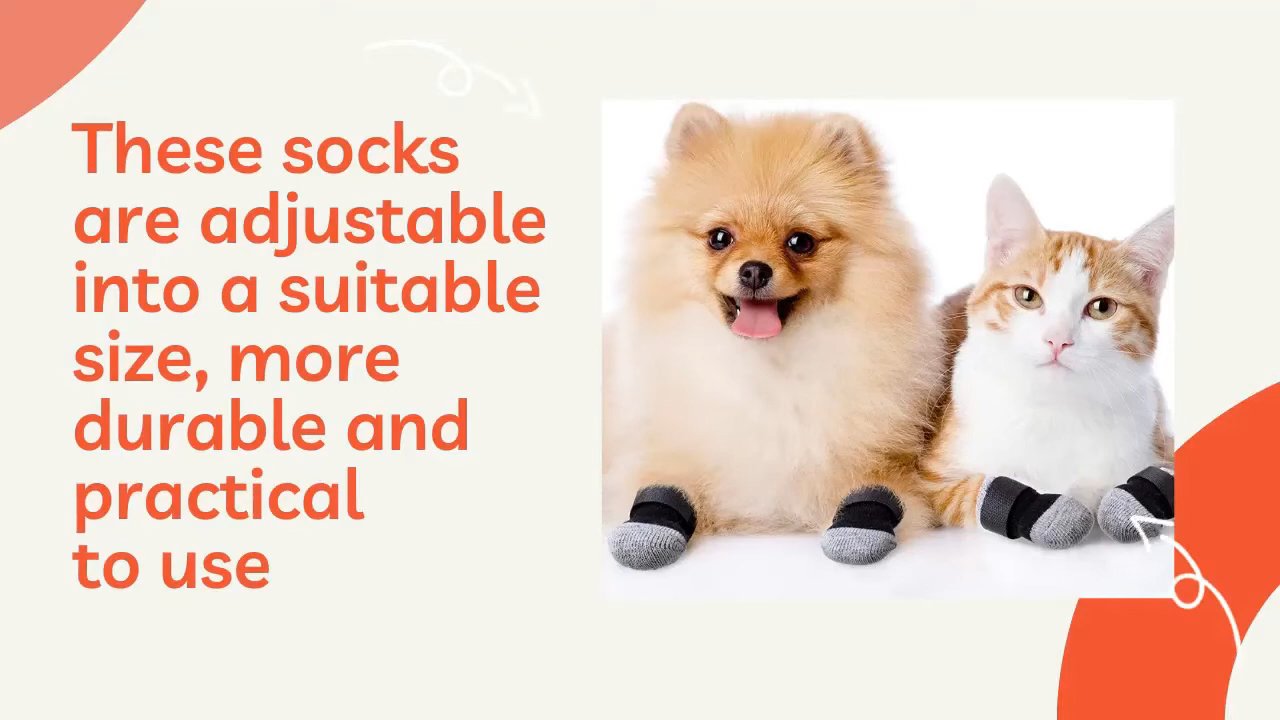 These socks
are adjustable
into a suitable
size, more
durable and
practical
to use